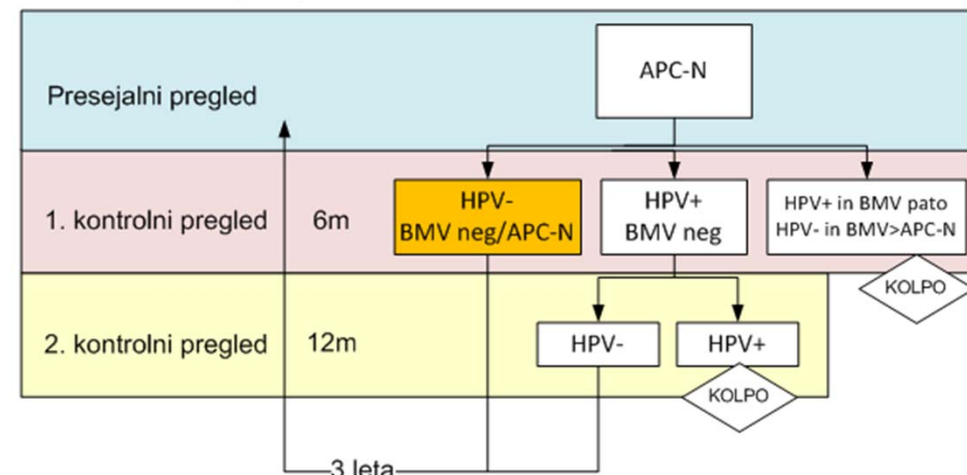 APC-N
Presejalni pregled
1. kontrolni pregled
6m
HPV-
BMV neg/APC-N
HPV+
BMV neg
HPV+ in BMV pato
HPV- in BMV>APC-N
KOLPO
2. kontrolni pregled
12m
HPV-
HPV+
KOLPO
3 leta